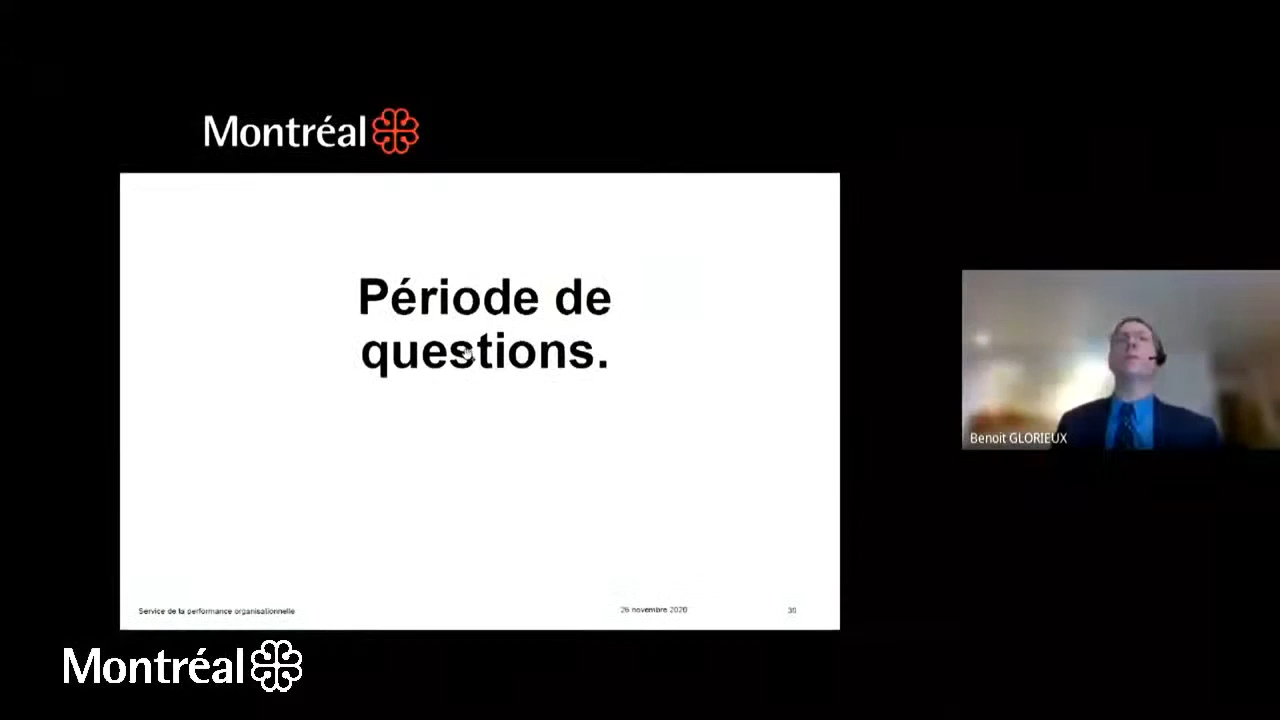 Montréal
Période de
questions.
Benoit GLORIEUX
Service de la performance organisationnelle
26 novembre 2020
30
Montréal